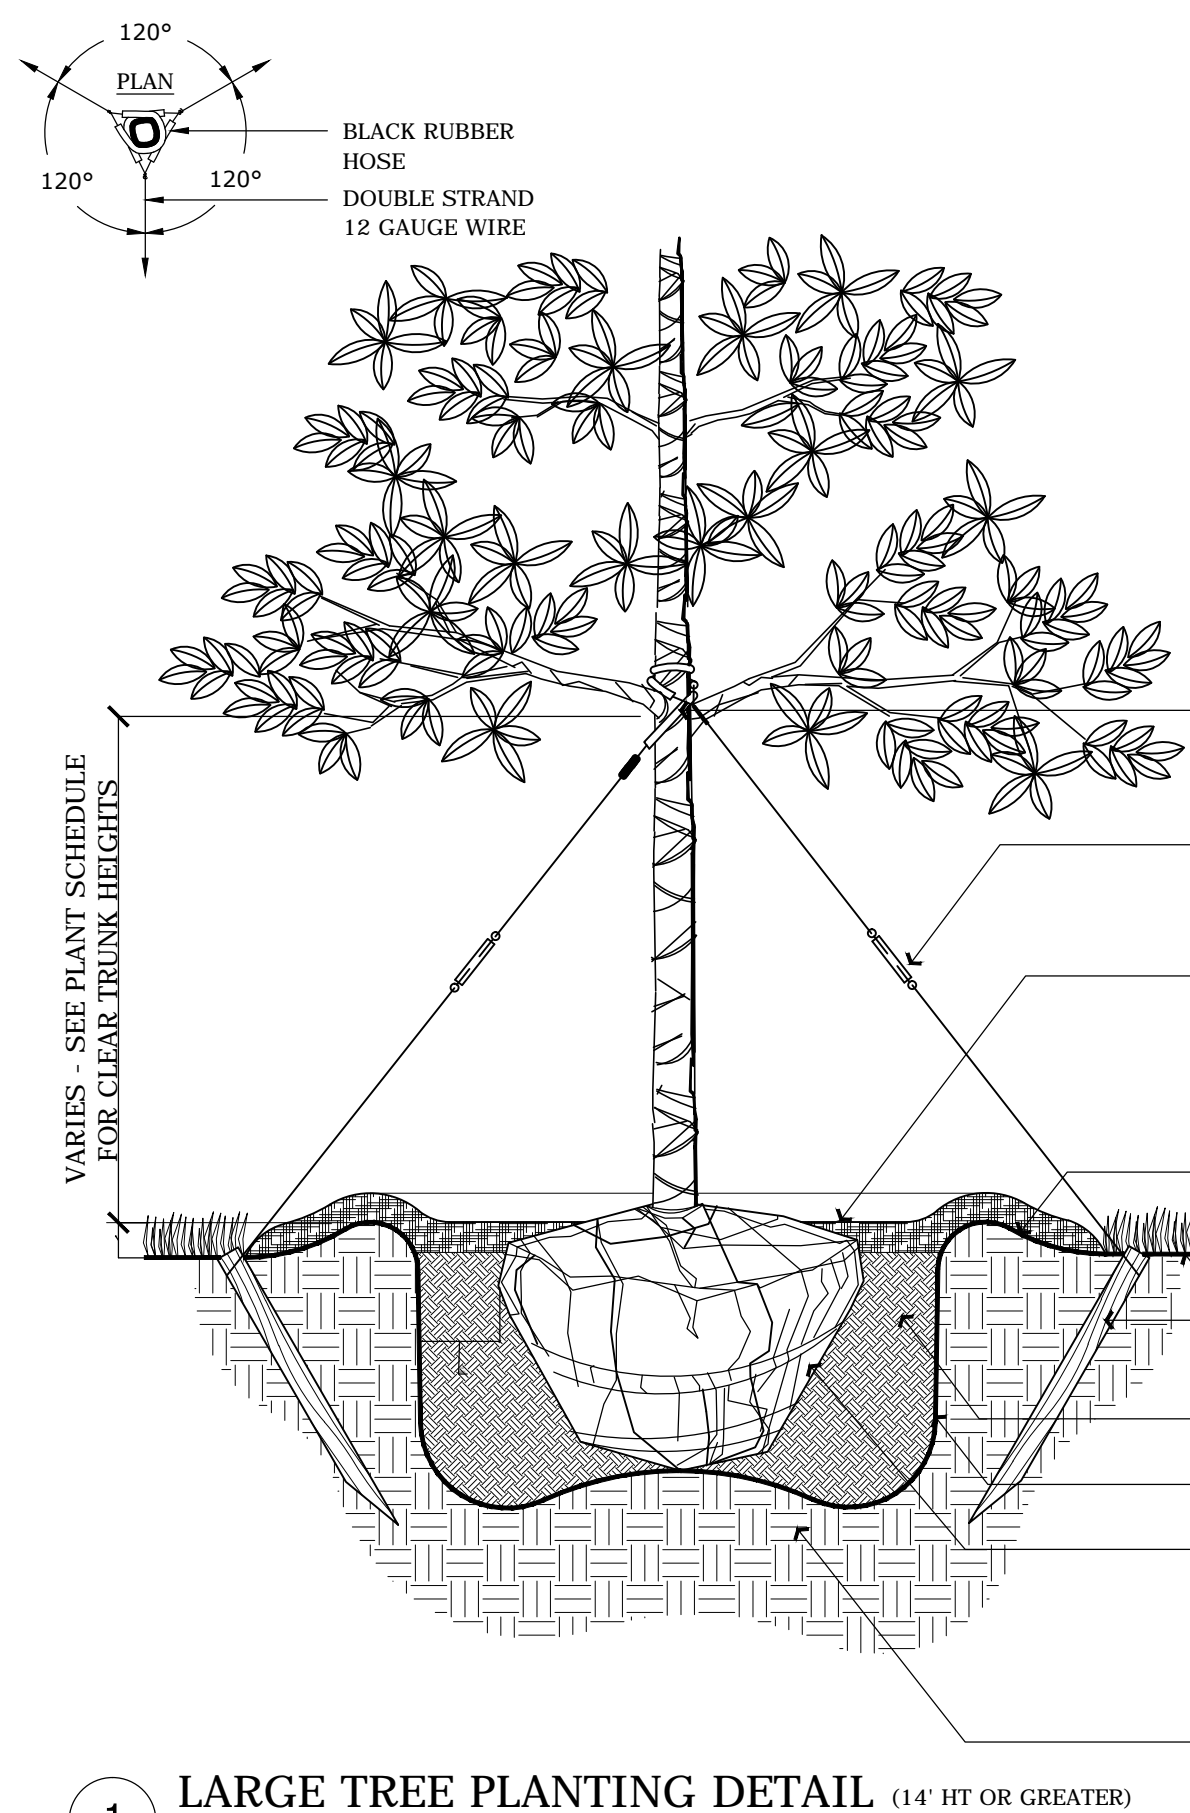 120°
PLAN
BLACK RUBBER
HOSE
120°
120°
DOUBLE STRAND
12 GAUGE WIRE
VARIES - SEE PLANT SCHEDULE
FOR CLEAR TRUNK HEIGHTS
1
LARGE TREE PLANTING DETAIL (14' HT OR GREATER)